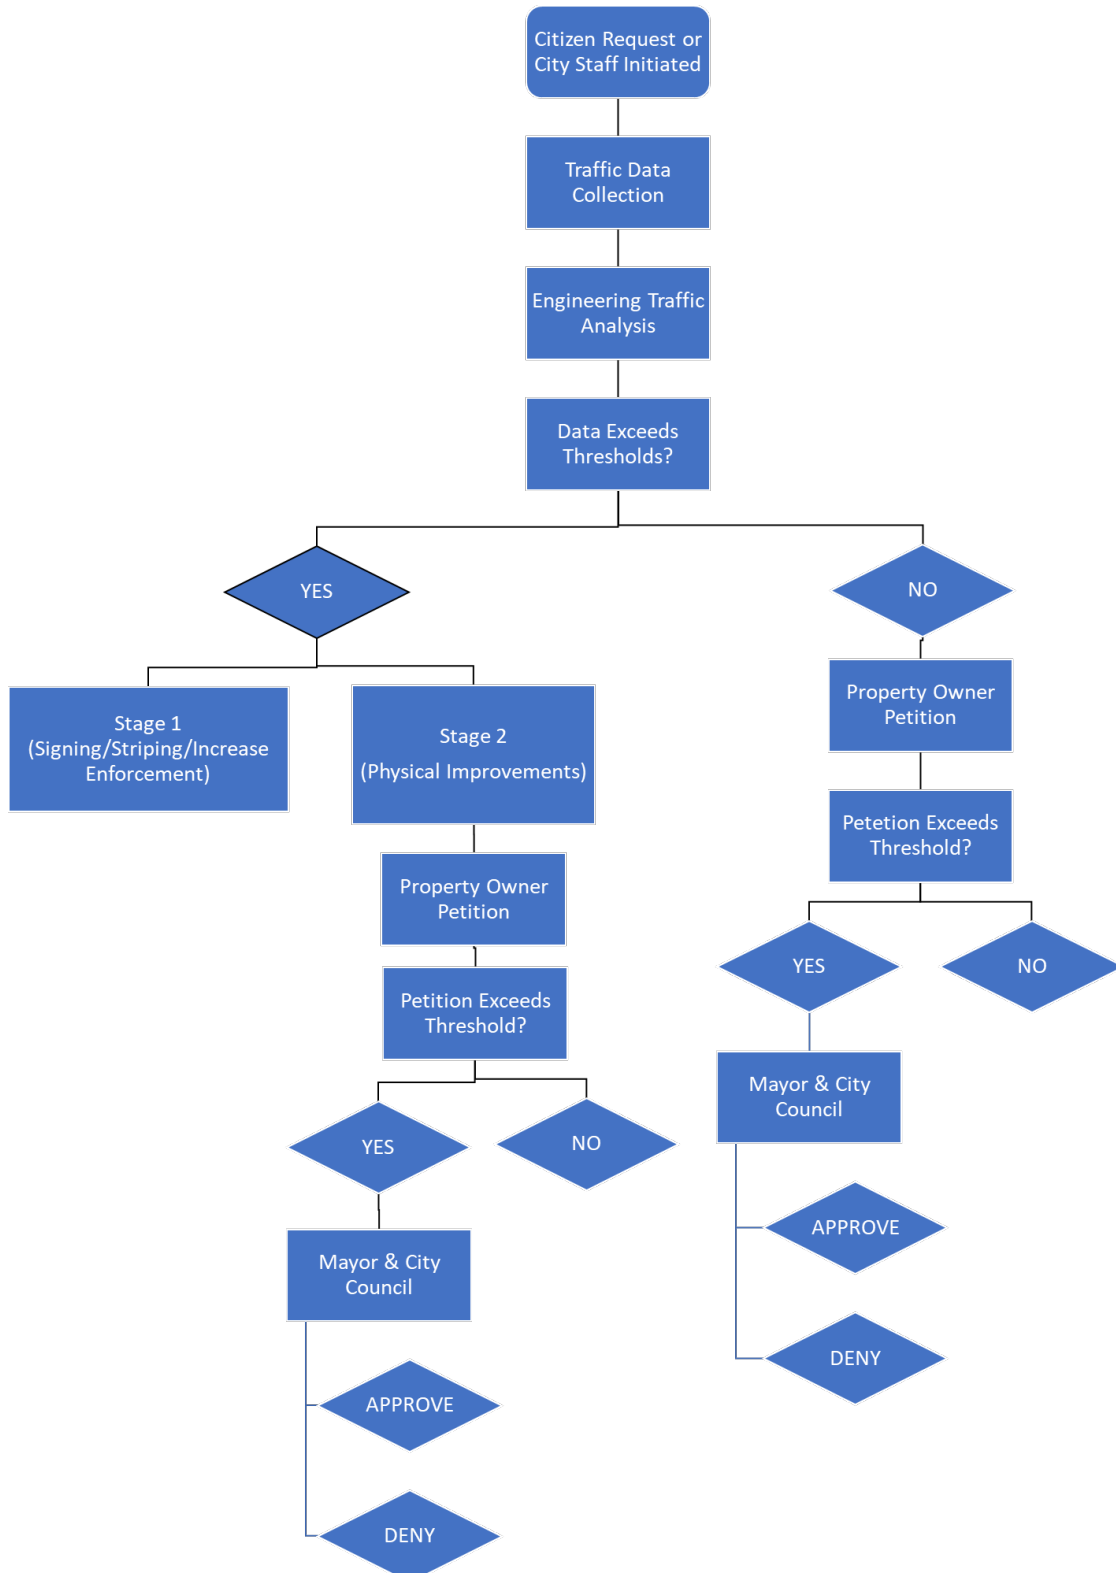 Citizen Request or
City Staff Initiated
Traffic Data
Collection
Engineering Traffic
Analysis
Data Exceeds
Thresholds?
YES
NO
Stage 1
(Signing/Striping/Increase
Enforcement)
Stage 2
(Physical Improvements)
Property Owner
Petition
Petition Exceeds
Threshold?
YES
NO
Mayor & City
Council
APPROVE
DENY
Property Owner
Petition
Petetion Exceeds
Threshold?
YES
NO
Mayor & City
Council
APPROVE
DENY